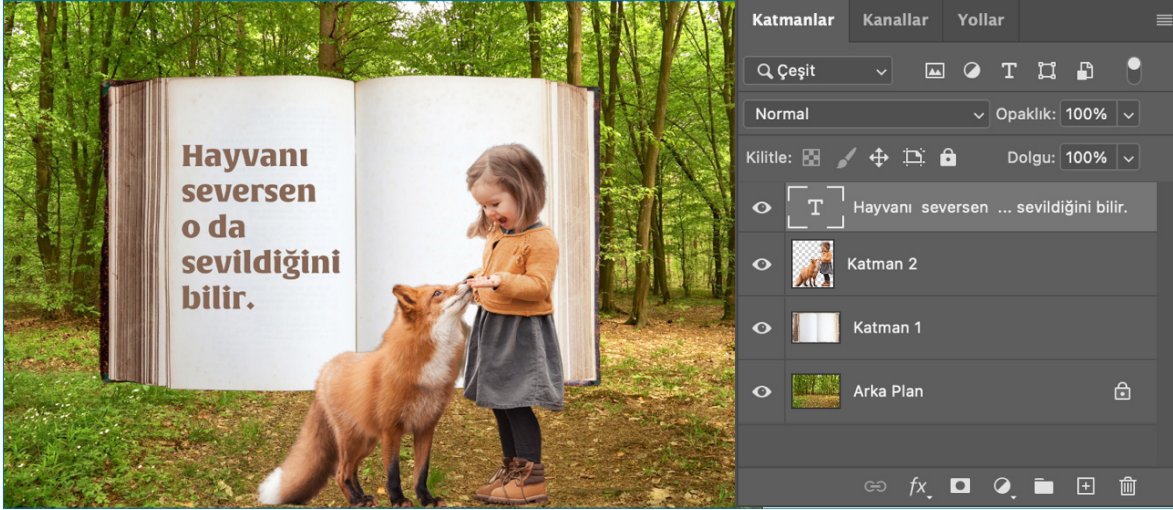 Hayvanı
seversen
o da
sevildiğini
bilir.
Katmanlar Kanallar Yollar
Çeşit
Normal Opaklık: 100%
Kilitle: Dolgu: 100%
T Hayvanı seversen ... sevildiğini bilir.
Katman 2
Katman 1
Arka Plan
fx